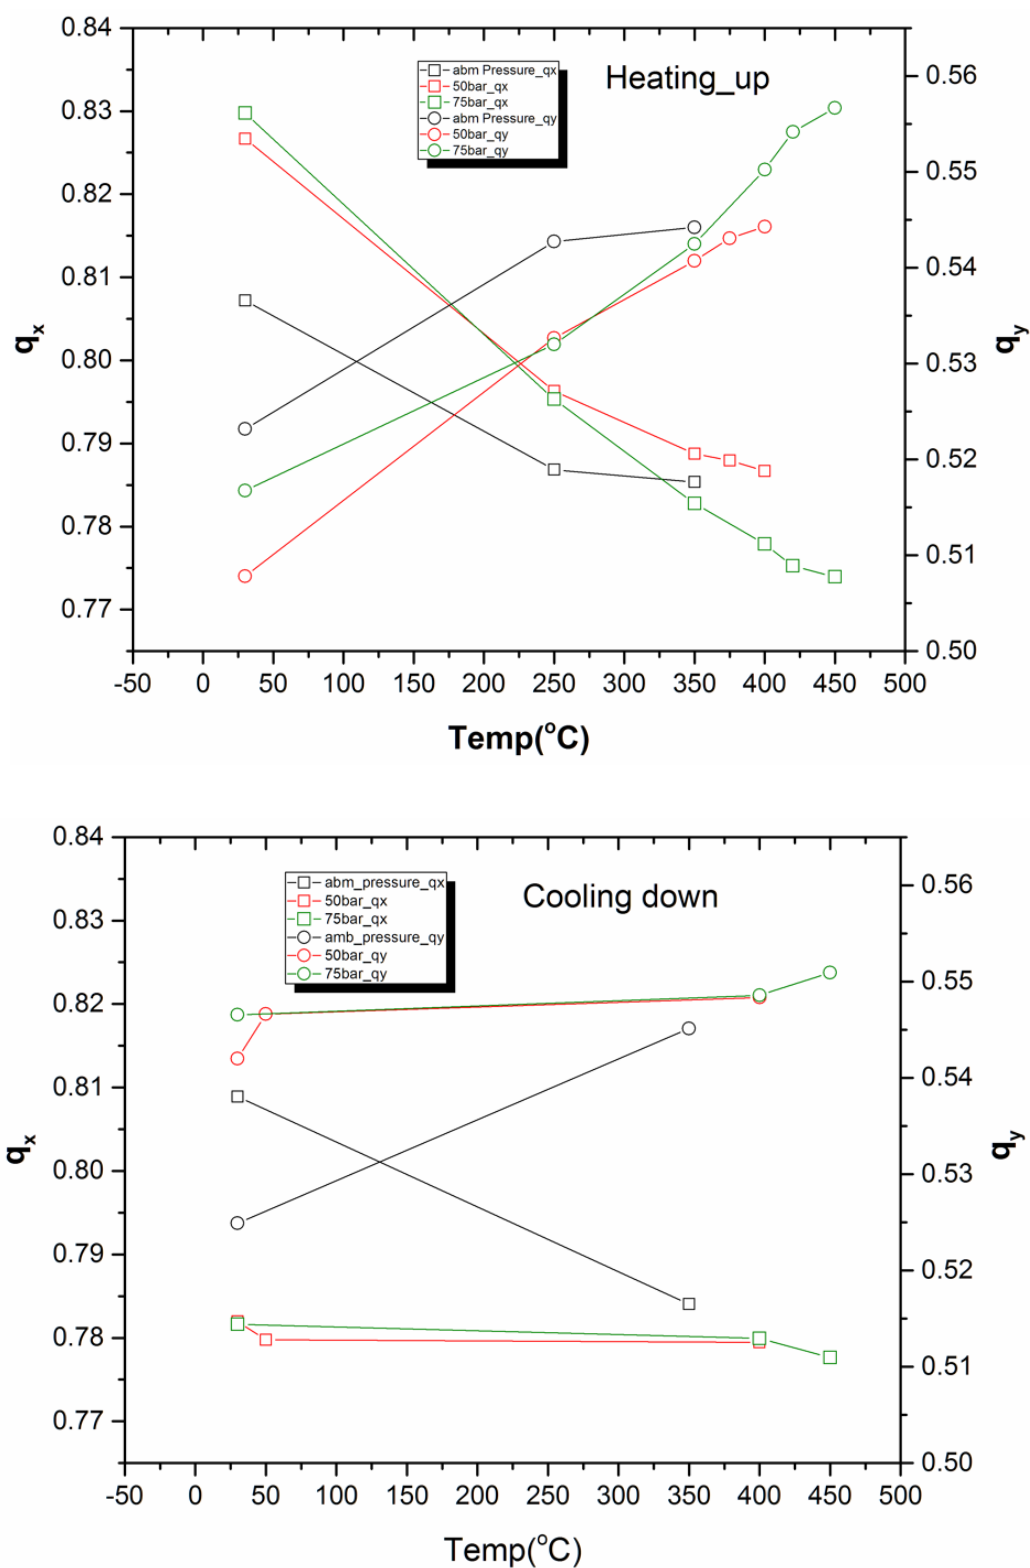 Heating_up
abm Pressure_qx
50bar_qx
75bar_qx
abm Pressure_qy
50bar_qy
75bar_qy
0.84
0.83
0.82
0.81
0.80
0.79
0.78
0.77
qx
0.56
0.55
0.54
0.53
0.52
0.51
0.50
qy
-50 0 50 100 150 200 250 300 350 400 450 500
Temp(°C)
Cooling down
abm_pressure_qx
50bar_qx
75bar_qx
amb_pressure_qy
50bar_qy
75bar_qy
0.84
0.83
0.82
0.81
0.80
0.79
0.78
0.77
qx
0.56
0.55
0.54
0.53
0.52
0.51
0.50
qy
-50 0 50 100 150 200 250 300 350 400 450 500
Temp(°C)